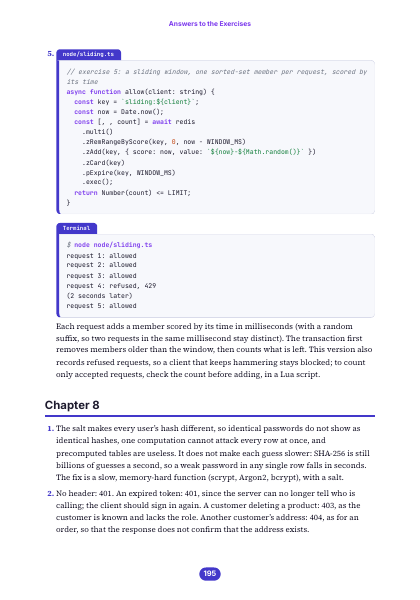 Answers to the Exercises
5. node/sliding.ts
// exercise 5: a sliding window, one sorted-set member per request, scored by
its time
async function allow(client: string) {
  const key = `sliding:${client}`;
  const now = Date.now();
  const [, , count] = await redis
    .multi()
    .zRemRangeByScore(key, 0, now - WINDOW_MS)
    .zAdd(key, { score: now, value: `${now}-${Math.random()}` })
    .zCard(key)
    .pExpire(key, WINDOW_MS)
    .exec();
  return Number(count) <= LIMIT;
}
Terminal
$ node node/sliding.ts
request 1: allowed
request 2: allowed
request 3: allowed
request 4: refused, 429
(2 seconds later)
request 5: allowed
Each request adds a member scored by its time in milliseconds (with a random
suffix, so two requests in the same millisecond stay distinct). The transaction first
removes members older than the window, then counts what is left. This version also
records refused requests, so a client that keeps hammering stays blocked; to count
only accepted requests, check the count before adding, in a Lua script.
Chapter 8
1. The salt makes every user's hash different, so identical passwords do not show as
identical hashes, one computation cannot attack every row at once, and
precomputed tables are useless. It does not make each guess slower: SHA-256 is still
billions of guesses a second, so a weak password in any single row falls in seconds.
The fix is a slow, memory-hard function (scrypt, Argon2, bcrypt), with a salt.
2. No header: 401. An expired token: 401, since the server can no longer tell who is
calling; the client should sign in again. A customer deleting a product: 403, as the
customer is known and lacks the role. Another customer's address: 404, as for an
order, so that the response does not confirm that the address exists.
195